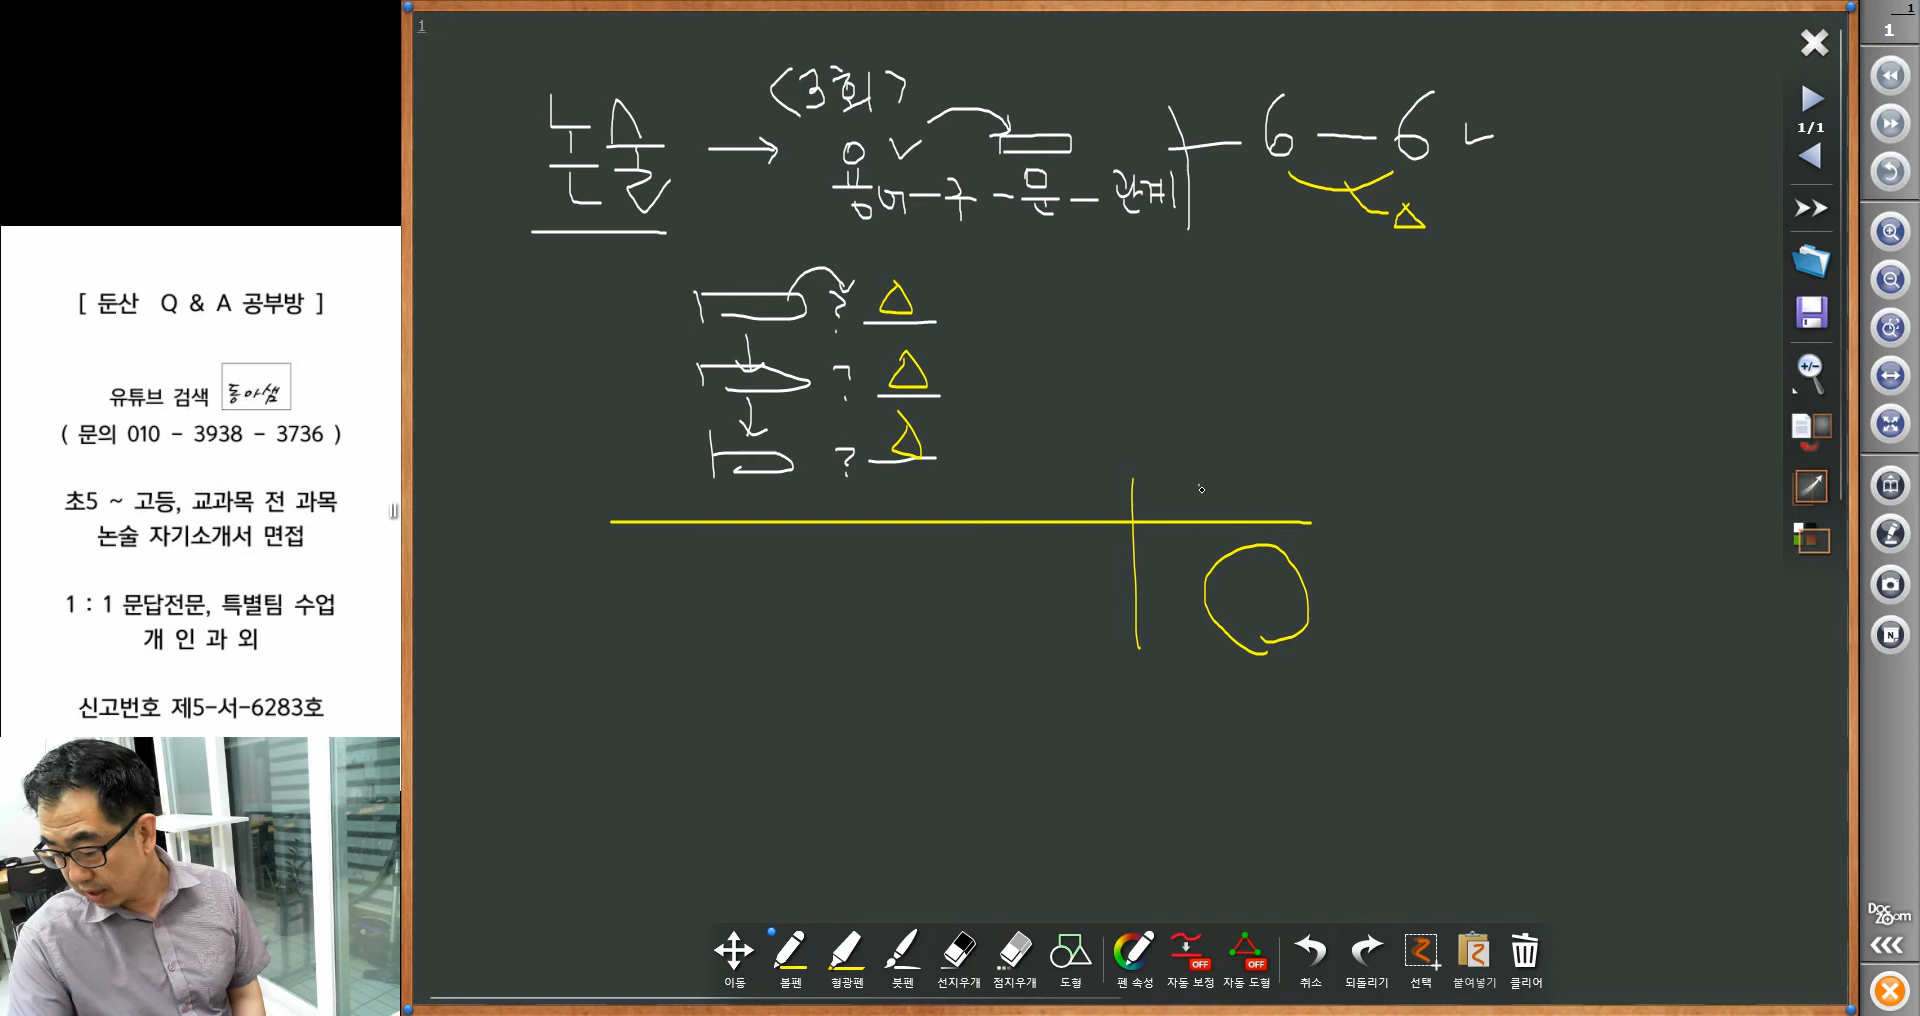 [ 둔산 Q & A 공부방 ]
유튜브 검색 동아샘
( 문의 010 - 3938 - 3736 )
초5 ~ 고등, 교과목 전 과목
논술 자기소개서 면접
1 : 1 문답전문, 특별팀 수업
개 인 과 외
신고번호 제5-서-6283호
1
논술 → <3회>
용어 - 구 - 문 - 관계 - 6 - 6
?
?
?
1
1
1/1
+/-
Doc Zoom
이동 볼펜 형광펜 붓펜 선지우개 점지우개 도형 펜 속성 OFF 자동 보정 OFF 자동 도형 취소 되돌리기 선택 붙여넣기 클리어